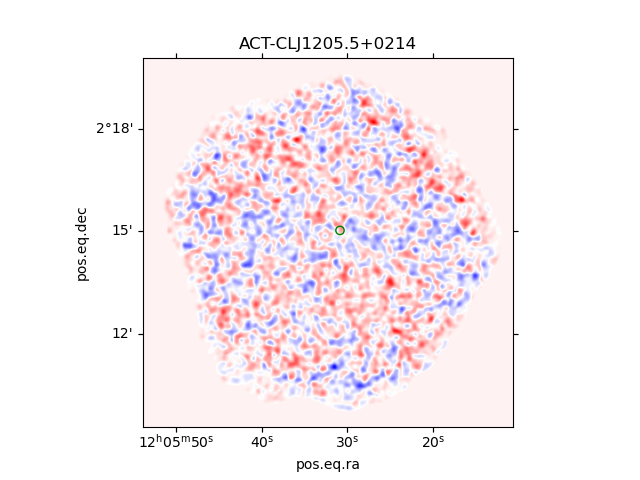 ACT-CLJ1205.5+0214
2°18'
15'
12'
12ʰ05ᵐ50ˢ 40ˢ 30ˢ 20ˢ
pos.eq.ra
pos.eq.dec